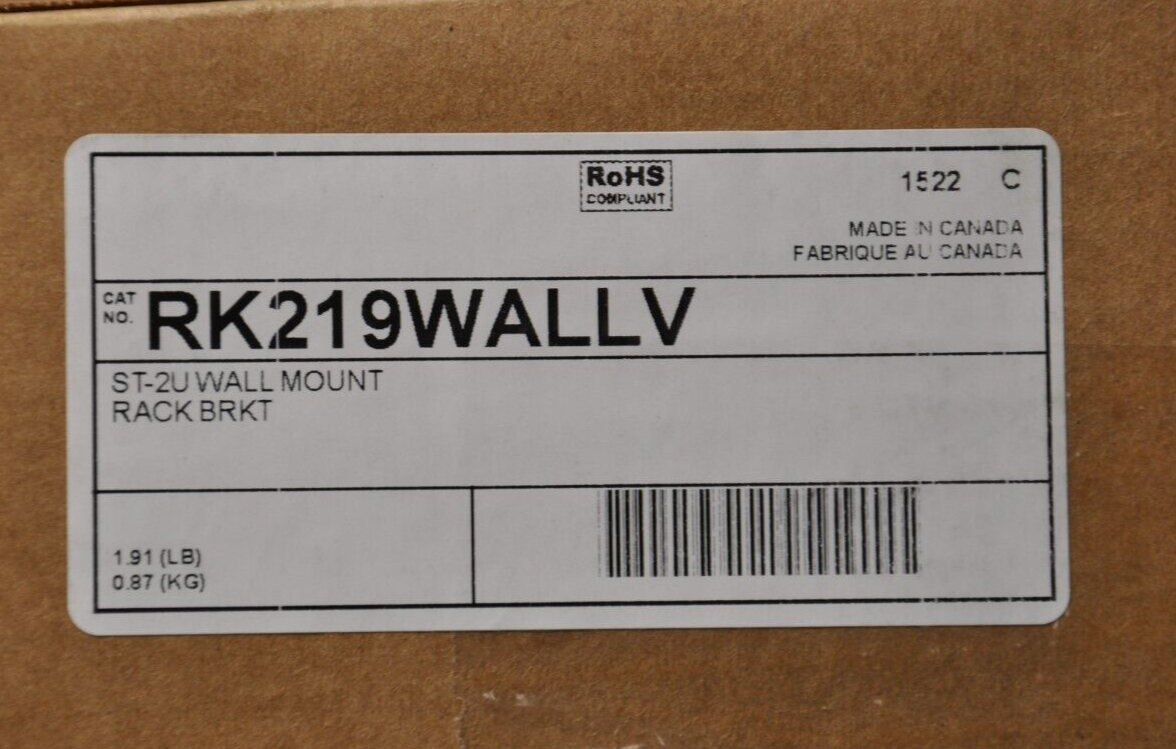 RoHS
COMPLIANT
1522 C
MADE IN CANADA
FABRIQUE AU CANADA
CAT
NO.
RK219WALLV
ST-2U WALL MOUNT
RACK BRKT
1.91 (LB)
0.87 (KG)